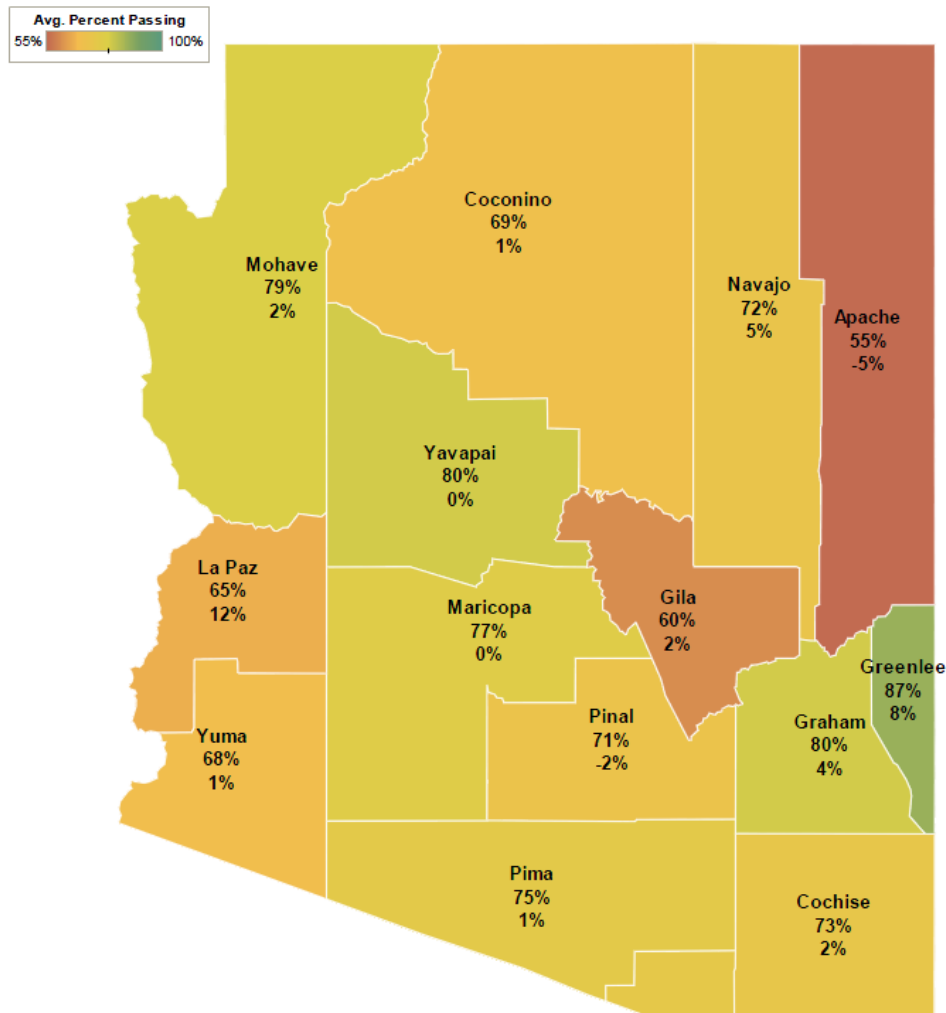 Avg. Percent Passing
55% 100%
Coconino
69%
1%
Mohave
79%
2%
Navajo
72%
5%
Apache
55%
-5%
Yavapai
80%
0%
La Paz
65%
12%
Maricopa
77%
0%
Gila
60%
2%
Greenlee
87%
8%
Yuma
68%
1%
Pinal
71%
-2%
Graham
80%
4%
Pima
75%
1%
Cochise
73%
2%